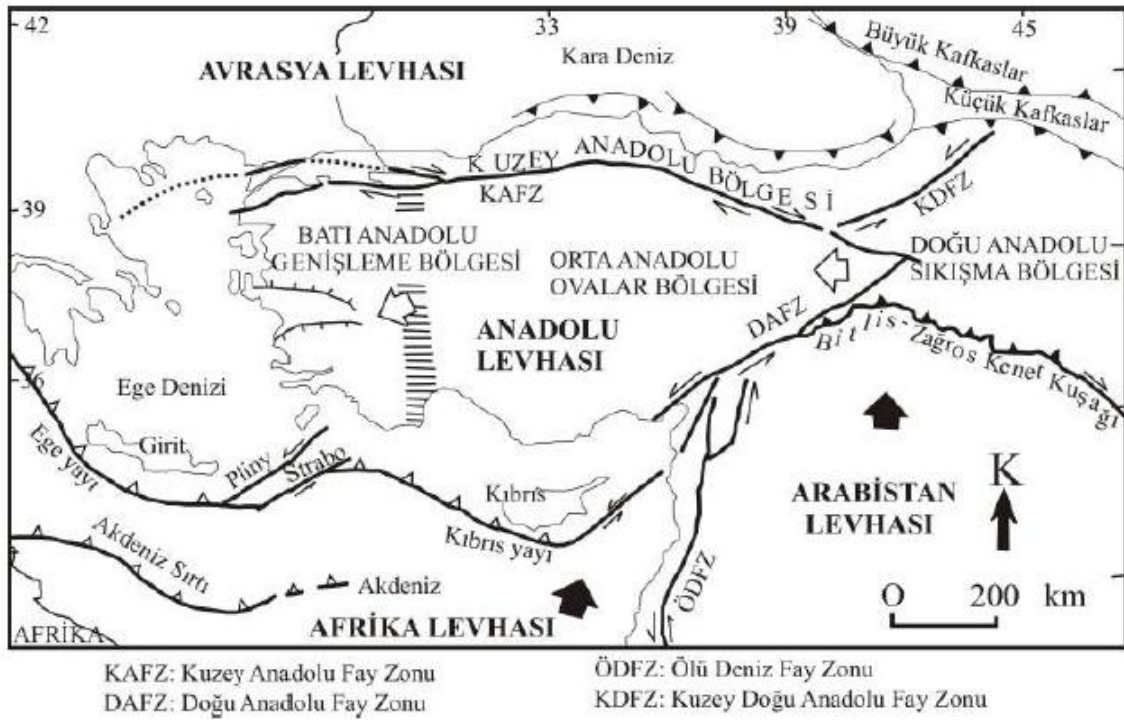 42
33
39
45
Büyük Kafkaslar
Kara Deniz
AVRASYA LEVHASI
Küçük Kafkaslar
KUZEY ANADOLU BÖLGESİ
KAFZ
KDFZ
39
BATI ANADOLU
GENİŞLEME BÖLGESİ
ORTA ANADOLU
OVALAR BÖLGESİ
DOĞU ANADOLU
SIKIŞMA BÖLGESİ
DAFZ
ANADOLU
LEVHASI
Bitlis-Zağros Kenet Kuşağı
36
Ege Denizi
Girit
Ege yayı
Pliny
Strabo
Kıbrıs
Kıbrıs yayı
K
ARABİSTAN
LEVHASI
Akdeniz Sırtı
Akdeniz
ÖDFZ
O 200 km
AFRİKA
AFRİKA LEVHASI
KAFZ: Kuzey Anadolu Fay Zonu
ÖDFZ: Ölü Deniz Fay Zonu
DAFZ: Doğu Anadolu Fay Zonu
KDFZ: Kuzey Doğu Anadolu Fay Zonu